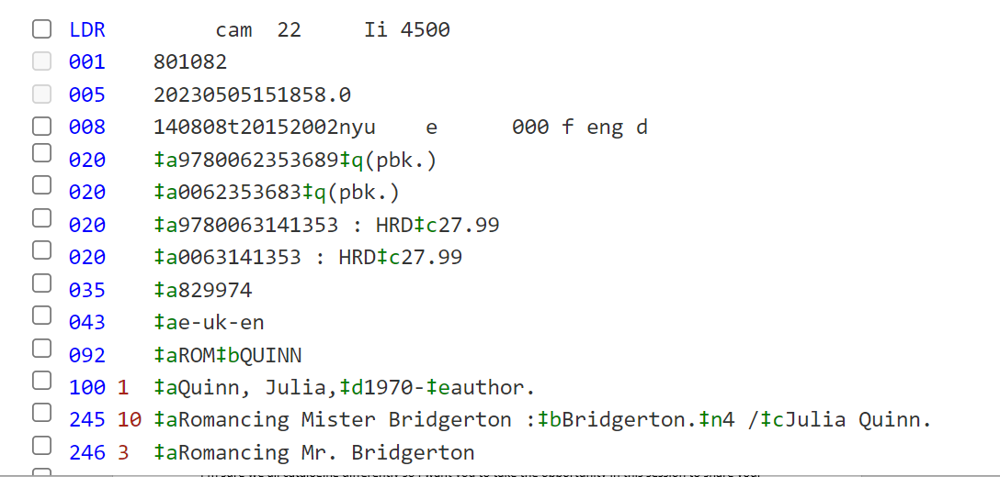 LDR cam 22 Ii 4500
001 801082
005 20230505151858.0
008 140808t20152002nyu e 000 f eng d
020 ‡a9780062353689‡q(pbk.)
020 ‡a0062353683‡q(pbk.)
020 ‡a9780063141353 : HRD‡c27.99
020 ‡a0063141353 : HRD‡c27.99
035 ‡a829974
043 ‡ae-uk-en
092 ‡aROM‡bQUINN
100 1 ‡aQuinn, Julia,‡d1970-‡eauthor.
245 10 ‡aRomancing Mister Bridgerton :‡bBridgerton.‡n4 /‡cJulia Quinn.
246 3 ‡aRomancing Mr. Bridgerton